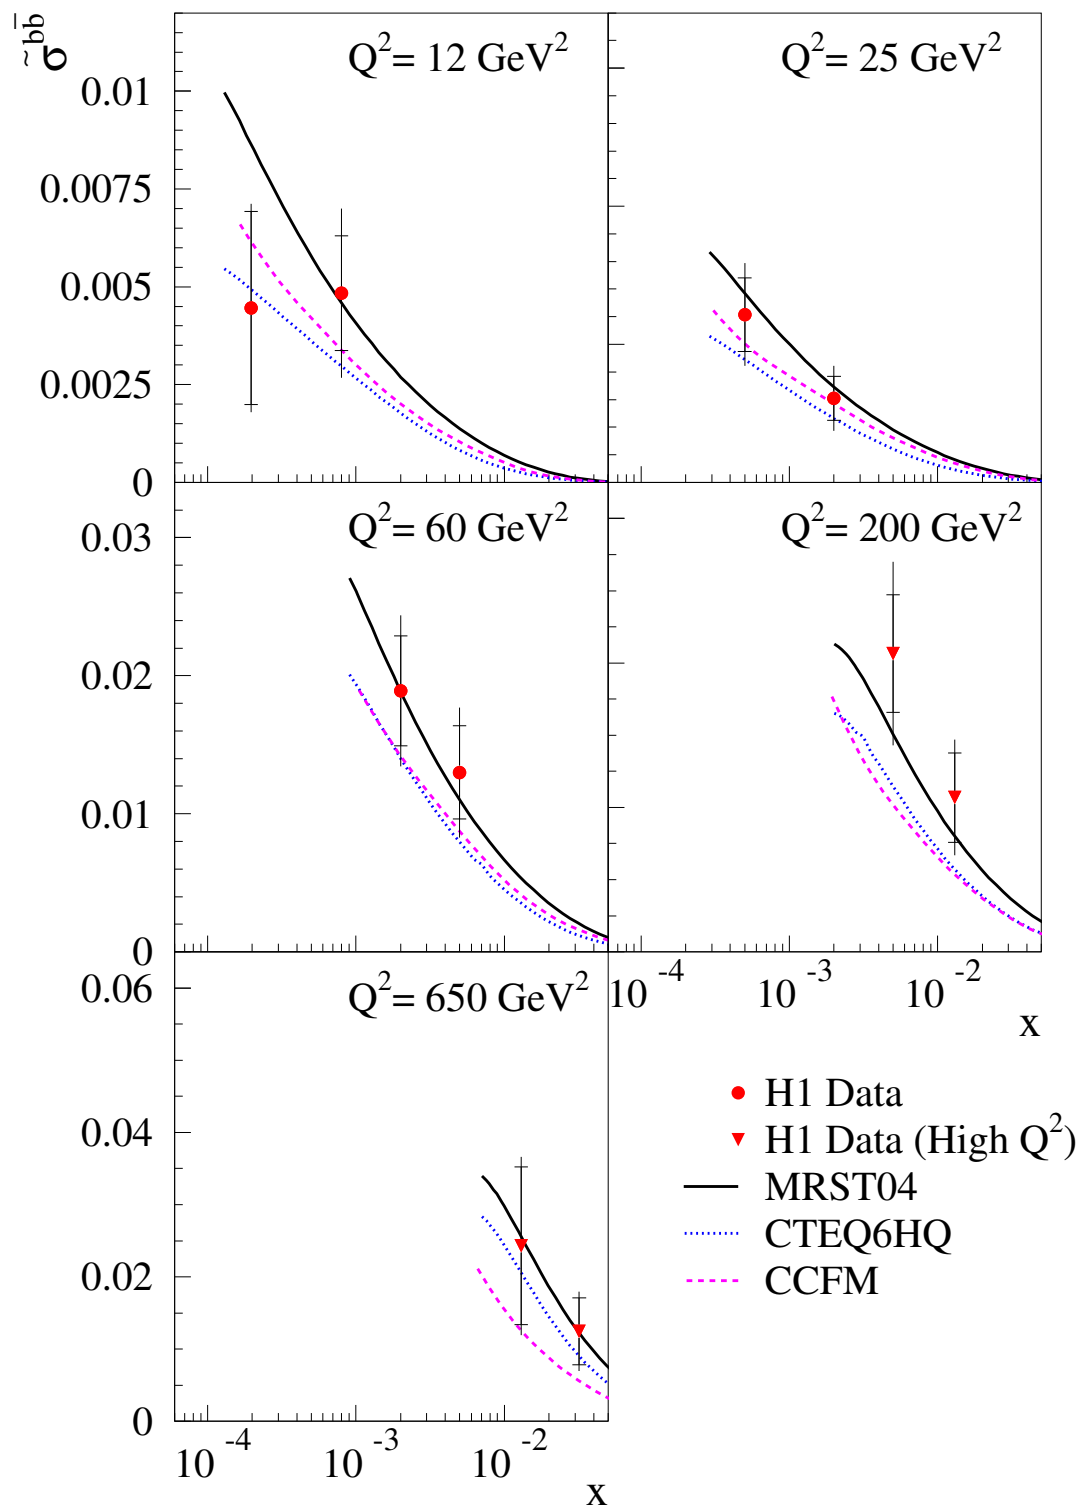 σ̃ᵇᵇ̄
Q²= 12 GeV²
Q²= 25 GeV²
0.01
0.0075
0.005
0.0025
0
Q²= 60 GeV²
Q²= 200 GeV²
0.03
0.02
0.01
0
10⁻⁴ 10⁻³ 10⁻²
x
Q²= 650 GeV²
0.06
0.04
0.02
0
10⁻⁴ 10⁻³ 10⁻²
x
H1 Data
H1 Data (High Q²)
MRST04
CTEQ6HQ
CCFM